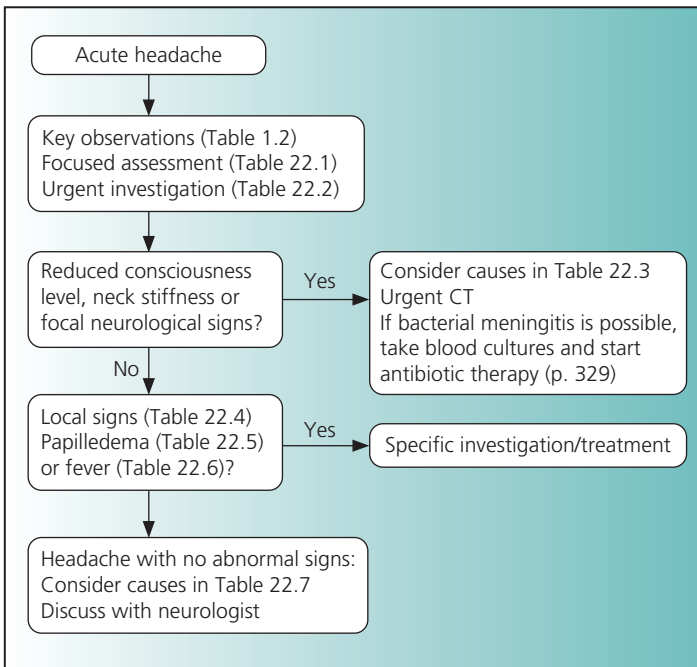 Acute headache
Key observations (Table 1.2)
Focused assessment (Table 22.1)
Urgent investigation (Table 22.2)
Reduced consciousness
level, neck stiffness or
focal neurological signs?
Yes
Consider causes in Table 22.3
Urgent CT
If bacterial meningitis is possible,
take blood cultures and start
antibiotic therapy (p. 329)
No
Local signs (Table 22.4)
Papilledema (Table 22.5)
or fever (Table 22.6)?
Yes
Specific investigation/treatment
Headache with no abnormal signs:
Consider causes in Table 22.7
Discuss with neurologist